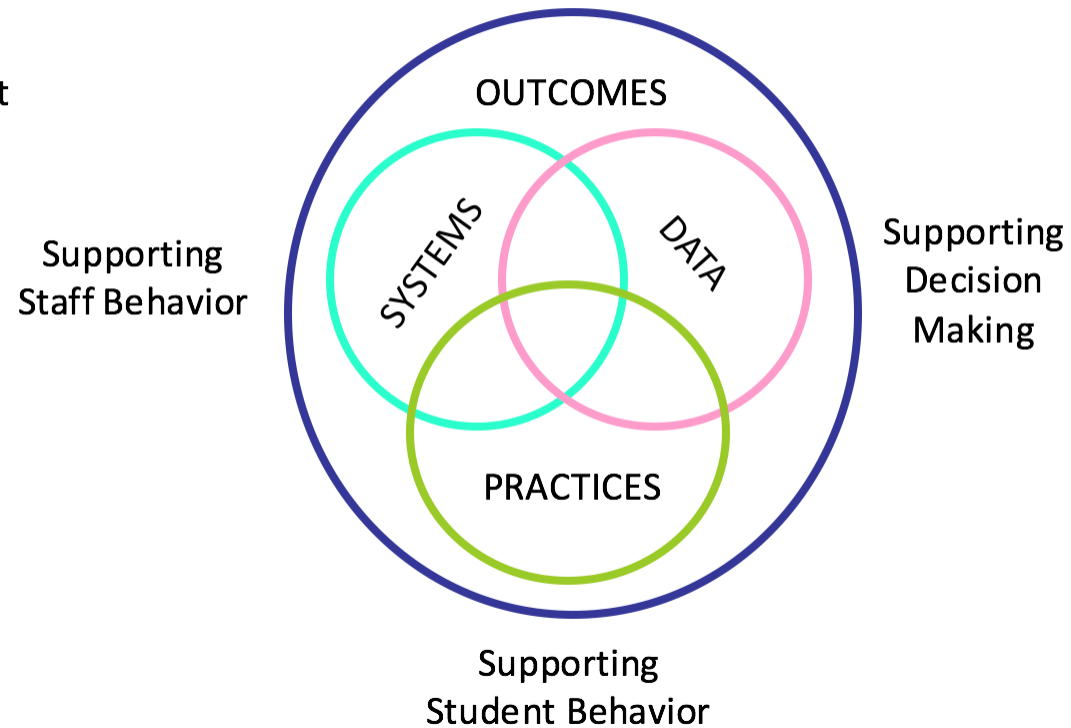 t
OUTCOMES
SYSTEMS
DATA
Supporting
Staff Behavior
Supporting
Decision
Making
PRACTICES
Supporting
Student Behavior